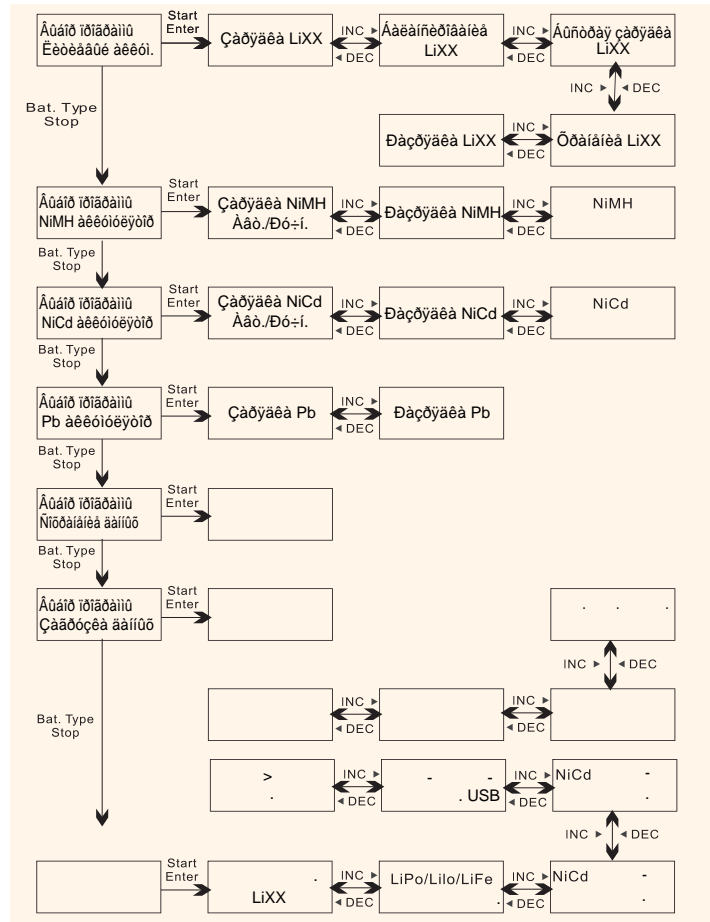 Start
Enter
Âûáîð ïðîãðàììû
Ëèòèåâûé àêêóì.
Çàðÿäêà LiXX
INC ►
◄ DEC
Áàëàíñèðîâàíèå
LiXX
INC ►
◄ DEC
Áûñòðàÿ çàðÿäêà
LiXX
INC ►
◄ DEC
Bat. Type
Stop
Ðàçðÿäêà LiXX
INC ►
◄ DEC
Õðàíåíèå LiXX
Âûáîð ïðîãðàììû
NiMH àêêóìóëÿòîð
Start
Enter
Çàðÿäêà NiMH
Àâò./Ðó÷í.
INC ►
◄ DEC
Ðàçðÿäêà NiMH
INC ►
◄ DEC
NiMH
Bat. Type
Stop
Âûáîð ïðîãðàììû
NiCd àêêóìóëÿòîð
Start
Enter
Çàðÿäêà NiCd
Àâò./Ðó÷í.
INC ►
◄ DEC
Ðàçðÿäêà NiCd
INC ►
◄ DEC
NiCd
Bat. Type
Stop
Âûáîð ïðîãðàììû
Pb àêêóìóëÿòîð
Start
Enter
Çàðÿäêà Pb
INC ►
◄ DEC
Ðàçðÿäêà Pb
Bat. Type
Stop
Âûáîð ïðîãðàììû
Ñîõðàíåíèå äàííûõ
Start
Enter
Bat. Type
Stop
Âûáîð ïðîãðàììû
Çàãðóçêà äàííûõ
Start
Enter
. . .
INC ►
◄ DEC
Bat. Type
Stop
INC ►
◄ DEC
INC ►
◄ DEC
>
.
INC ►
◄ DEC
- -
. USB
INC ►
◄ DEC
NiCd -
.
INC ►
◄ DEC
Start
Enter
.
LiXX
INC ►
◄ DEC
LiPo/LiIo/LiFe
.
INC ►
◄ DEC
NiCd -
.